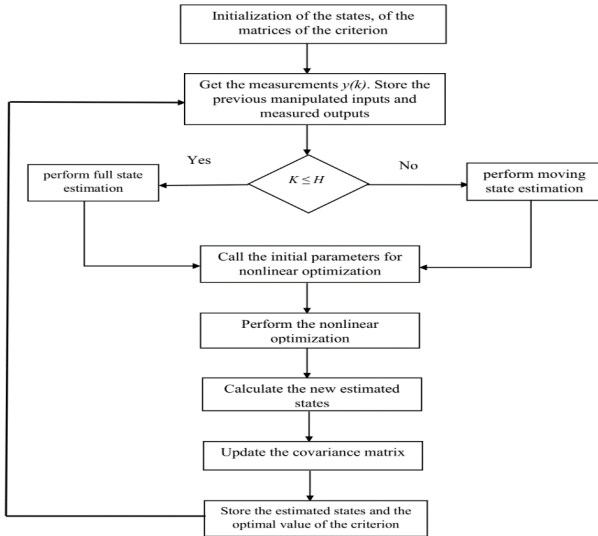 Initialization of the states, of the
matrices of the criterion
Get the measurements y(k). Store the
previous manipulated inputs and
measured outputs
Yes
No
perform full state
estimation
K ≤ H
perform moving
state estimation
Call the initial parameters for
nonlinear optimization
Perform the nonlinear
optimization
Calculate the new estimated
states
Update the covariance matrix
Store the estimated states and the
optimal value of the criterion